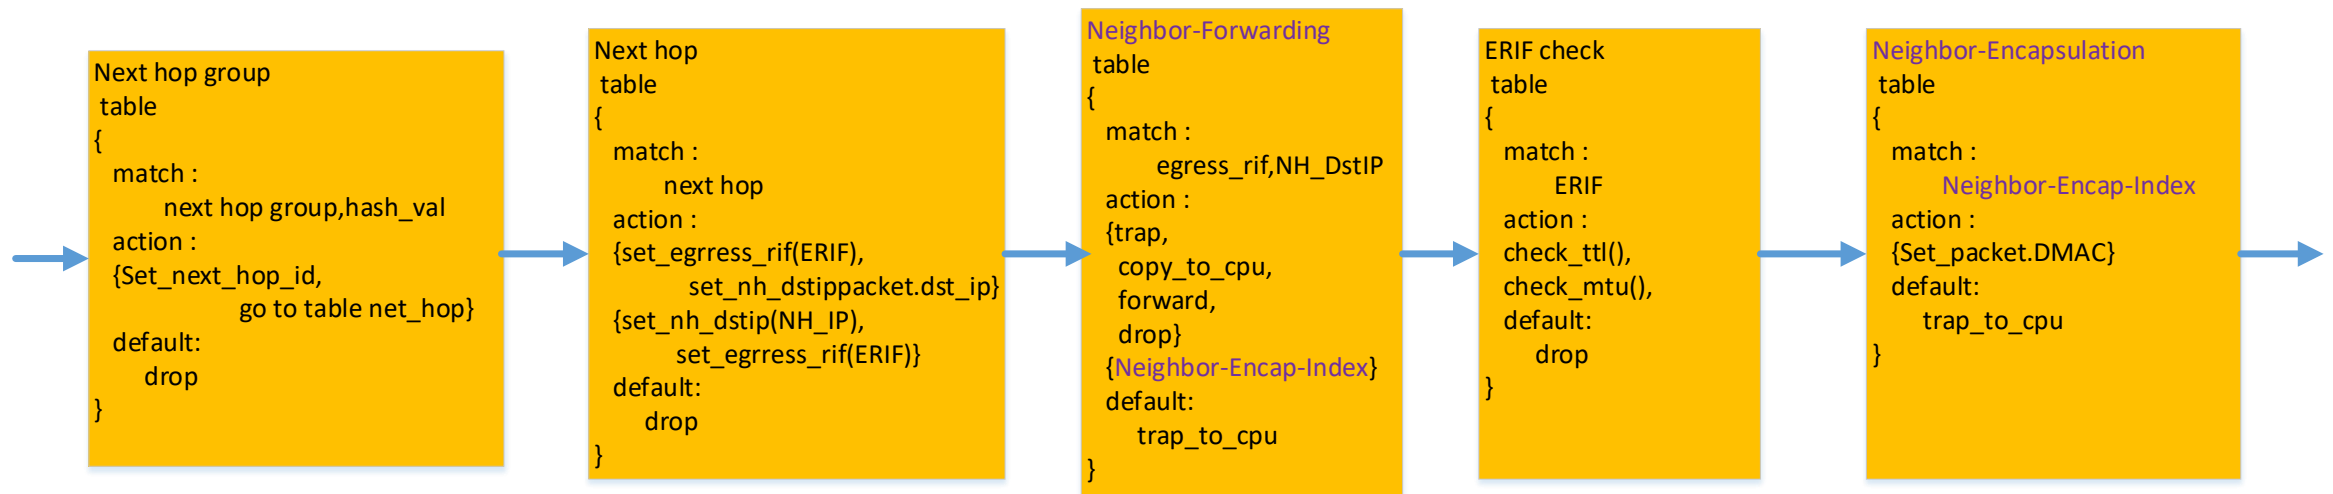 Next hop group
table
{
match :
next hop group,hash_val
action :
{Set_next_hop_id,
go to table net_hop}
default:
drop
}
Next hop
table
{
match :
next hop
action :
{set_egrress_rif(ERIF),
set_nh_dstippacket.dst_ip}
{set_nh_dstip(NH_IP),
set_egrress_rif(ERIF)}
default:
drop
}
Neighbor-Forwarding
table
{
match :
egress_rif,NH_DstIP
action :
{trap,
copy_to_cpu,
forward,
drop}
{Neighbor-Encap-Index}
default:
trap_to_cpu
}
ERIF check
table
{
match :
ERIF
action :
check_ttl(),
check_mtu(),
default:
drop
}
Neighbor-Encapsulation
table
{
match :
Neighbor-Encap-Index
action :
{Set_packet.DMAC}
default:
trap_to_cpu
}